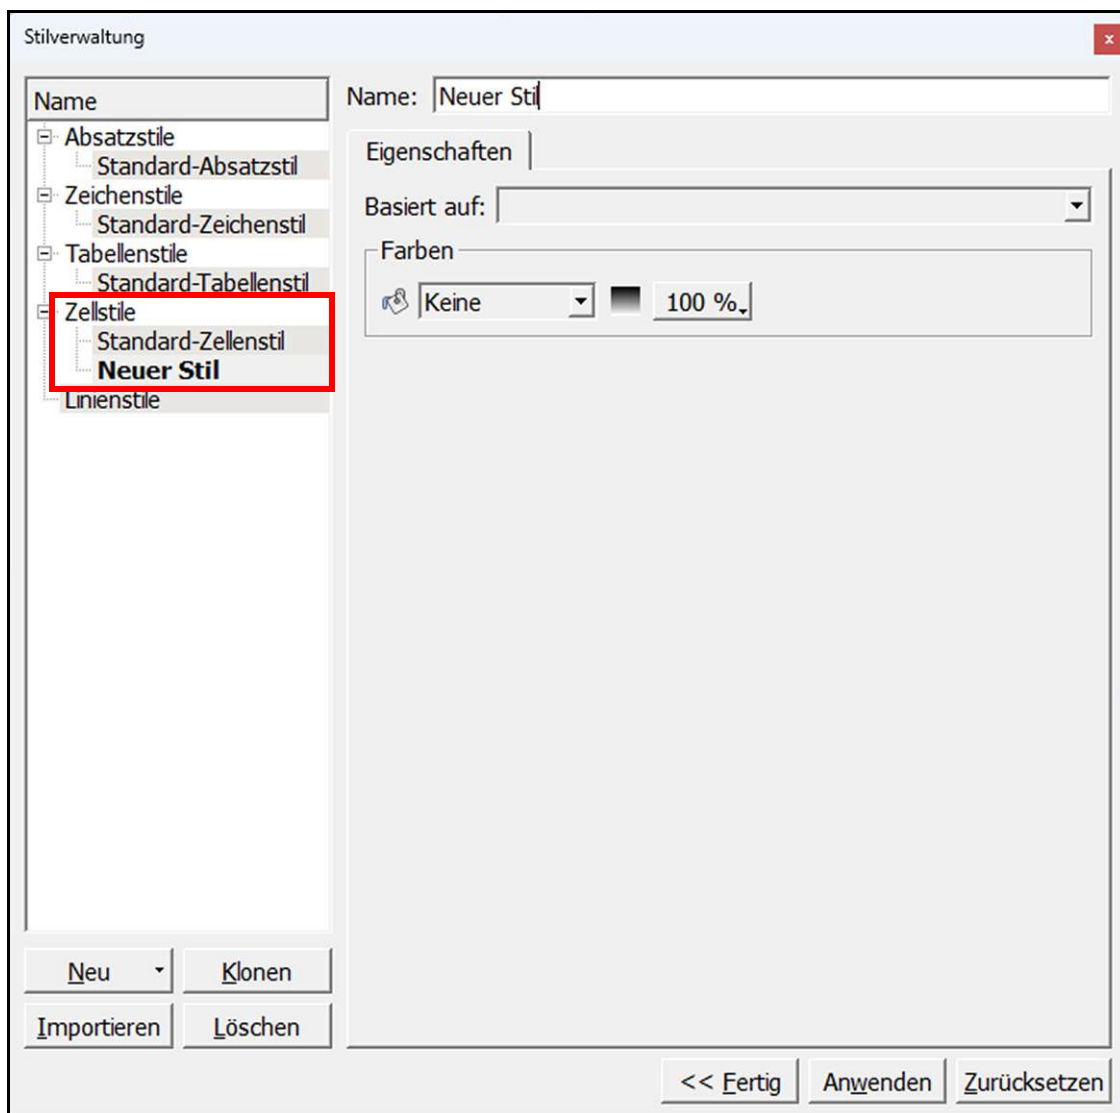 Stilverwaltung
x
Name
Absatzstile
Standard-Absatzstil
Zeichenstile
Standard-Zeichenstil
Tabellenstile
Standard-Tabellenstil
Zellstile
Standard-Zellenstil
Neuer Stil
Linienstile
Neu
Klonen
Importieren
Löschen
Name: Neuer Stil
Eigenschaften
Basiert auf:
Farben
Keine 100 %
<< Fertig Anwenden Zurücksetzen